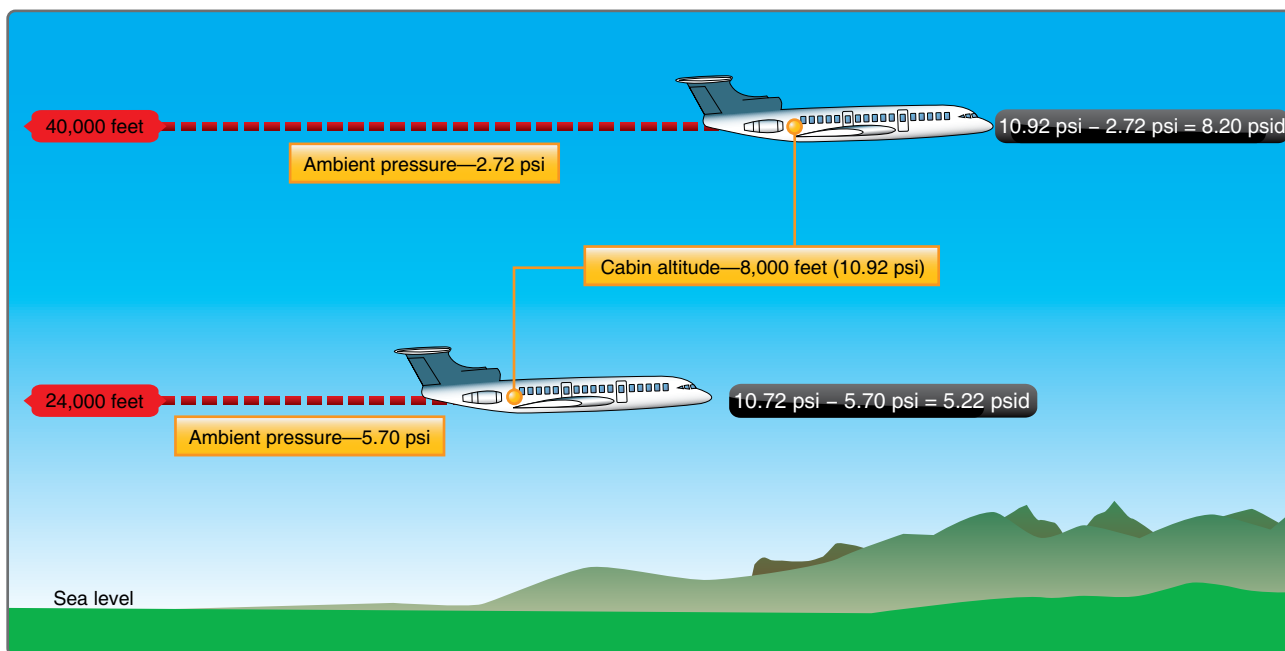 40,000 feet
10.92 psi − 2.72 psi = 8.20 psid
Ambient pressure—2.72 psi
Cabin altitude—8,000 feet (10.92 psi)
24,000 feet
10.72 psi − 5.70 psi = 5.22 psid
Ambient pressure—5.70 psi
Sea level